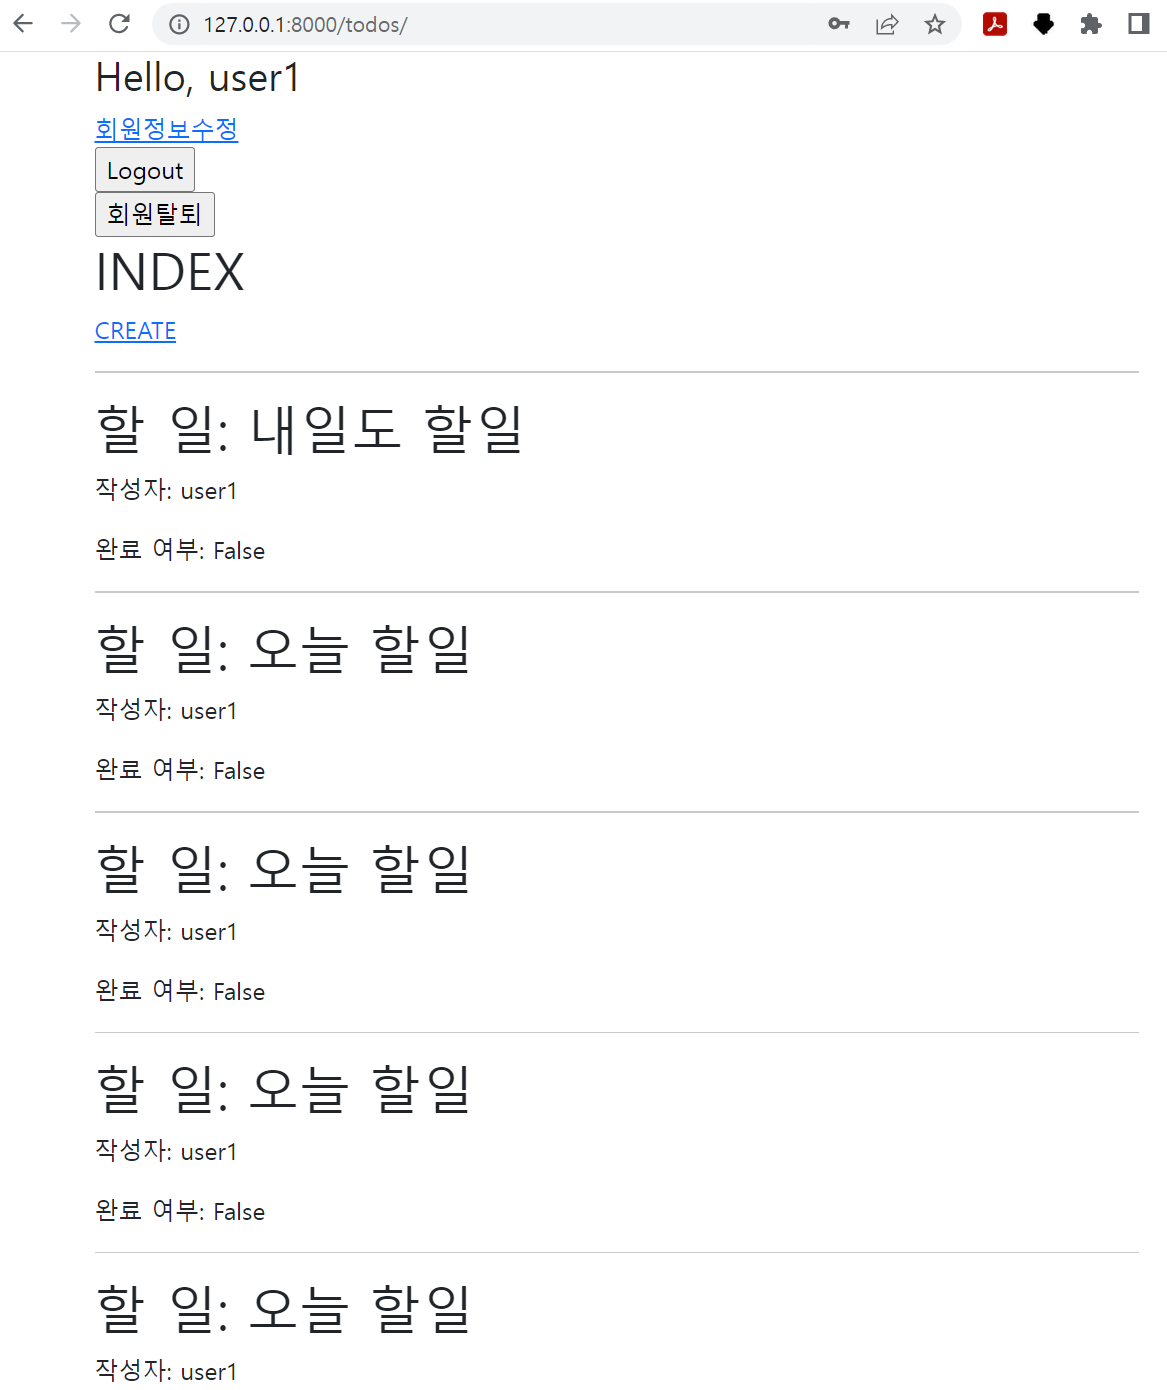 127.0.0.1:8000/todos/
Hello, user1
회원정보수정
Logout
회원탈퇴
INDEX
CREATE
할 일: 내일도 할일
작성자: user1
완료 여부: False
할 일: 오늘 할일
작성자: user1
완료 여부: False
할 일: 오늘 할일
작성자: user1
완료 여부: False
할 일: 오늘 할일
작성자: user1
완료 여부: False
할 일: 오늘 할일
작성자: user1